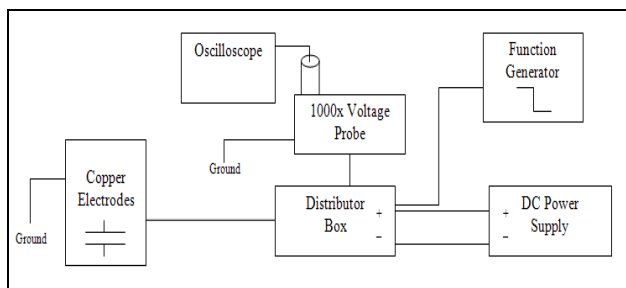 Oscilloscope
Function
Generator
1000x Voltage
Probe
Ground
Copper
Electrodes
Ground
Distributor
Box
+
−
DC Power
Supply
+
−